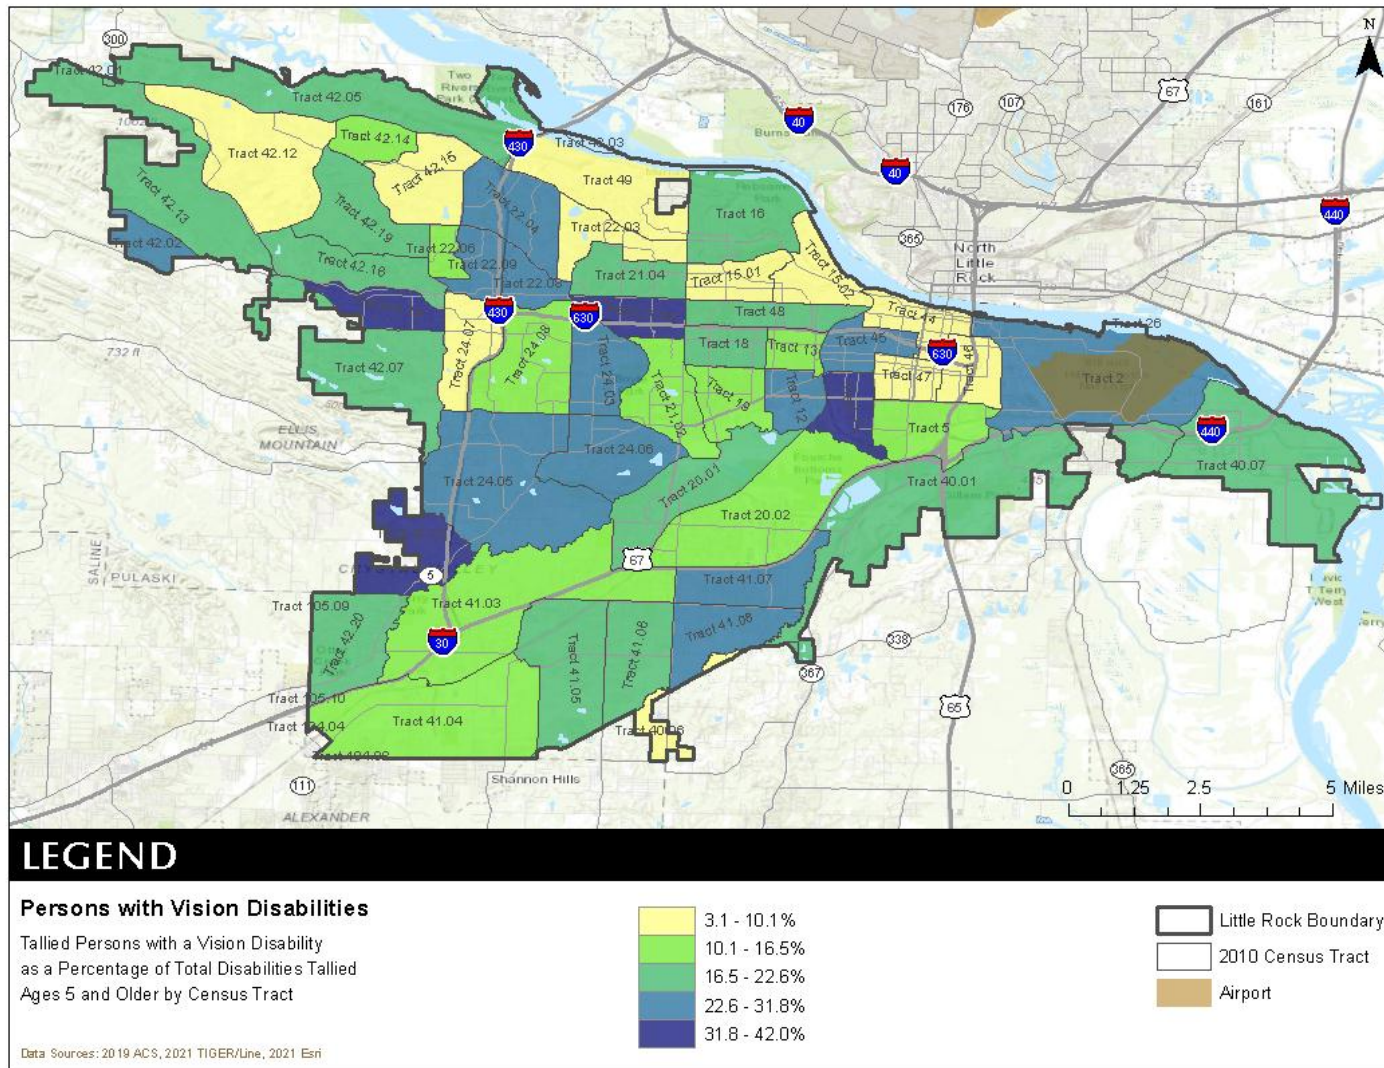 300
Tract 42.01
Tract 42.05
Two
Rivers
Tract 42.14
430
Tract 42.12
Tract 42.15
Tract 49
40
40
67
176
107
161
440
Tract 42.13
Tract 42.02
Tract 42.19
Tract 22.04
Tract 16
Tract 22.03
Tract 22.06
Tract 22.09
Tract 42.18
Tract 21.04
Tract 15.01
Tract 15.02
365
North
Little
Rock
430
630
Tract 48
Tract 14
Tract 26
732 ft
Tract 42.07
Tract 24.07
Tract 24.08
Tract 24.03
Tract 18
Tract 13
Tract 45
630
Tract 46
Tract 47
Tract 2
Tract 21.02
Tract 19
Tract 12
Tract 5
440
ELLIS
MOUNTAIN
Tract 24.06
Tract 24.05
Tract 20.01
Tract 20.02
Tract 40.01
Tract 40.07
SALINE
PULASKI
5
67
Tract 41.07
Tract 105.09
Tract 41.03
Tract 42.20
30
Tract 41.05
Tract 41.06
Tract 41.08
338
367
65
Tract 105.10
Tract 104.04
Tract 41.04
111
Shannon Hills
ALEXANDER
365
N
0 1.25 2.5 5 Miles
LEGEND
Persons with Vision Disabilities
Tallied Persons with a Vision Disability
as a Percentage of Total Disabilities Tallied
Ages 5 and Older by Census Tract
3.1 - 10.1%
10.1 - 16.5%
16.5 - 22.6%
22.6 - 31.8%
31.8 - 42.0%
Little Rock Boundary
2010 Census Tract
Airport
Data Sources: 2019 ACS, 2021 TIGER/Line, 2021 Esri